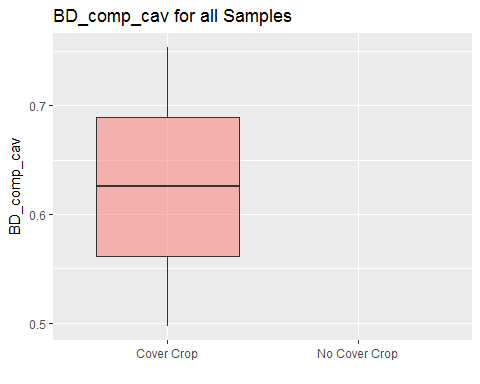 BD_comp_cav for all Samples
BD_comp_cav
0.7
0.6
0.5
Cover Crop
No Cover Crop